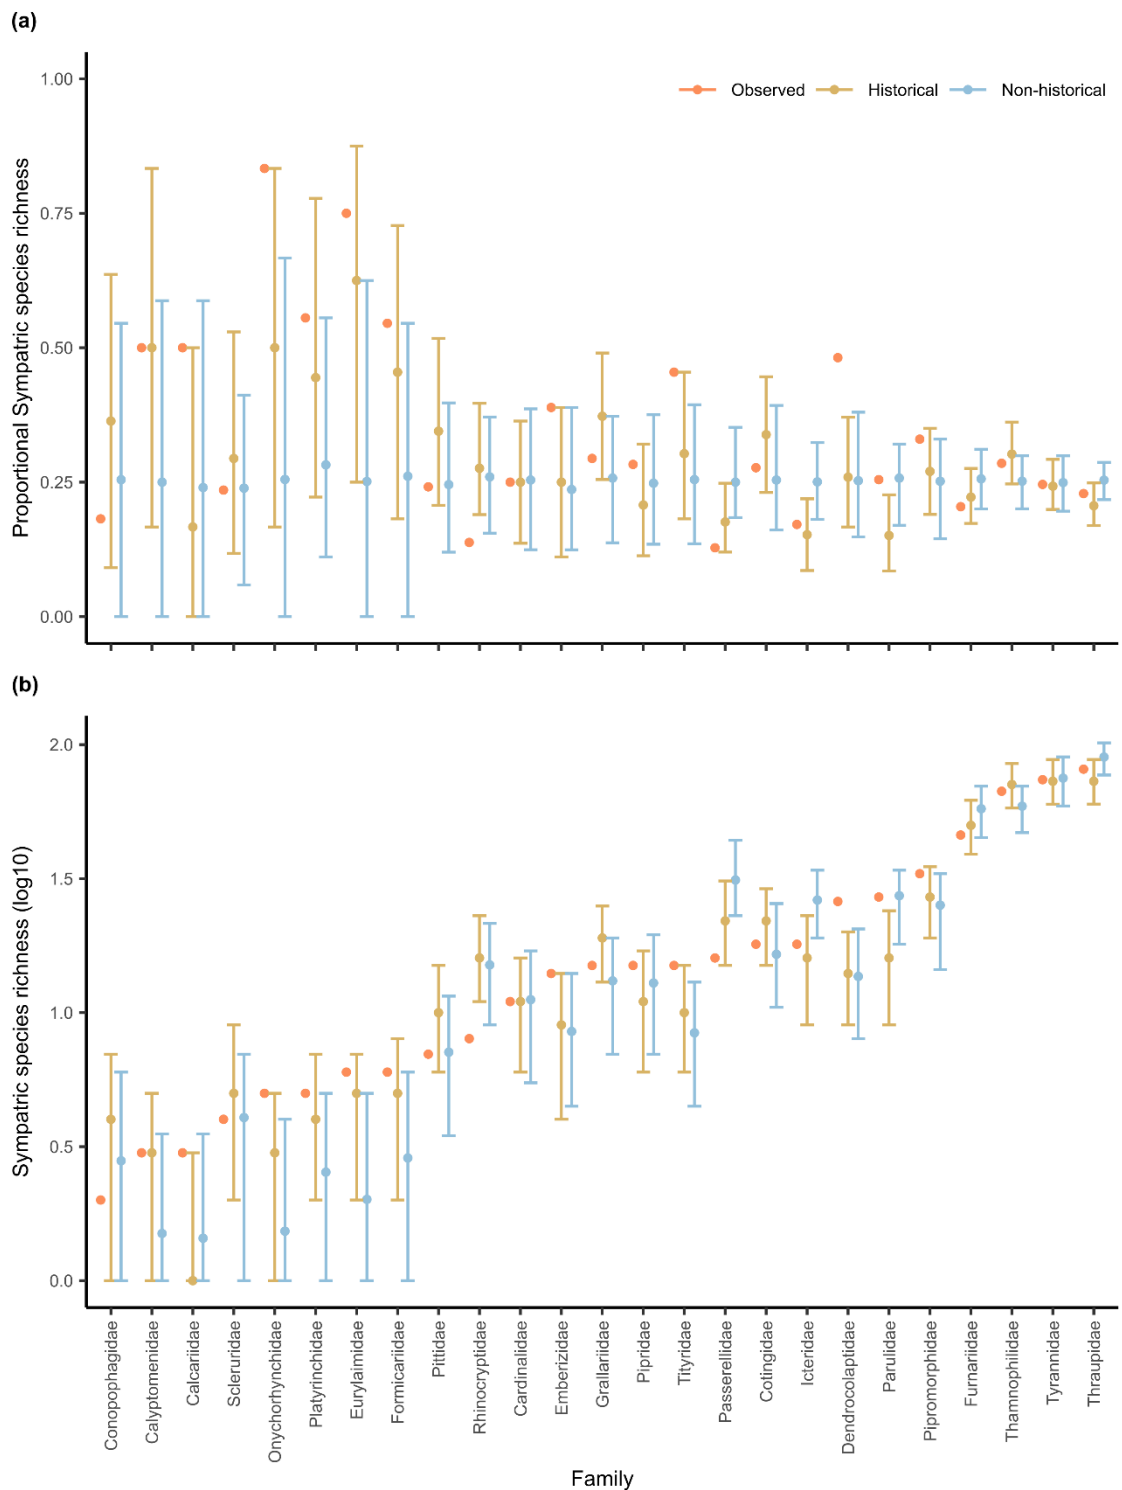 (a)
Proportional Sympatric species richness
1.00
0.75
0.50
0.25
0.00
Observed Historical Non-historical
(b)
Sympatric species richness (log10)
2.0
1.5
1.0
0.5
0.0
Conopophagidae
Calyptomenidae
Calcariidae
Scleruridae
Onychorhynchidae
Platyrinchidae
Eurylaimidae
Formicariidae
Pittidae
Rhinocryptidae
Cardinalidae
Emberizidae
Grallariidae
Pipridae
Tityridae
Passerellidae
Cotingidae
Icteridae
Dendrocolaptidae
Parulidae
Pipromorphidae
Furnariidae
Thamnophilidae
Tyrannidae
Thraupidae
Family